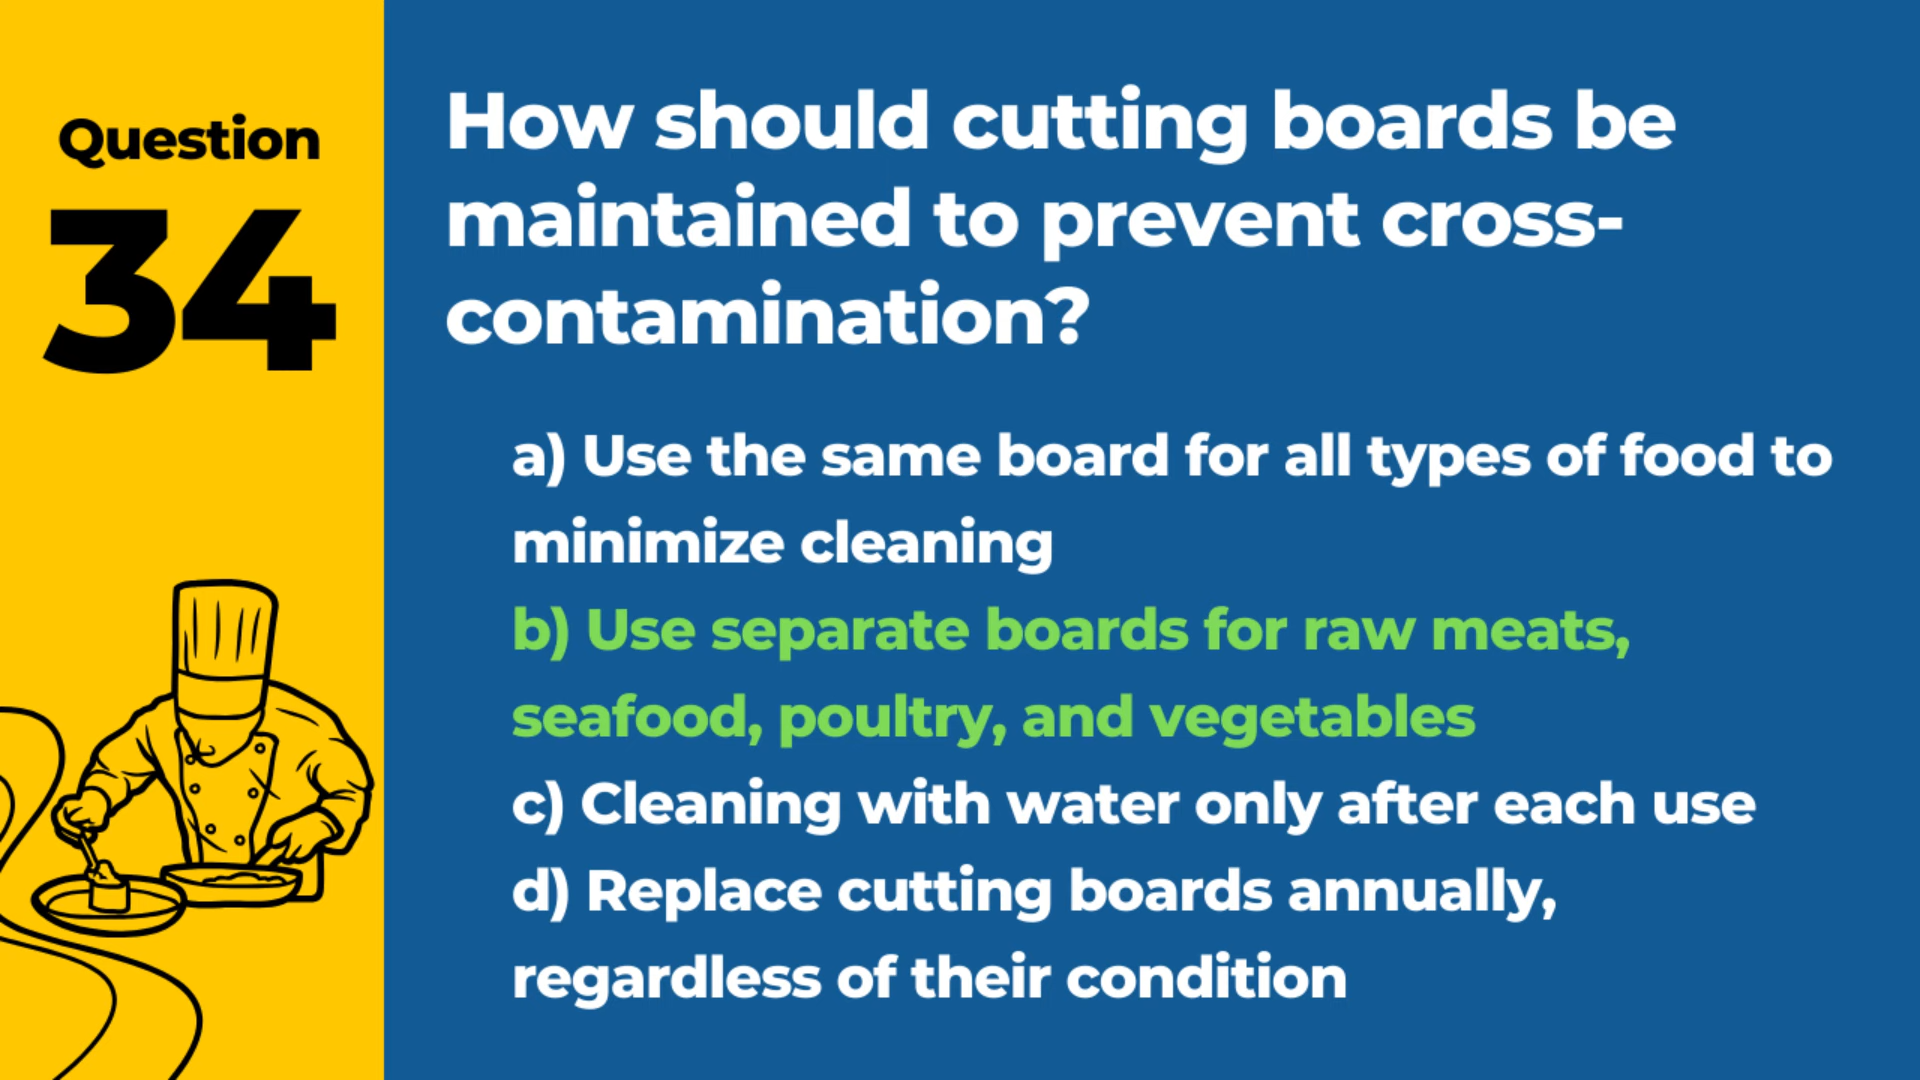 Question
34
How should cutting boards be
maintained to prevent cross-
contamination?
a) Use the same board for all types of food to
minimize cleaning
b) Use separate boards for raw meats,
seafood, poultry, and vegetables
c) Cleaning with water only after each use
d) Replace cutting boards annually,
regardless of their condition